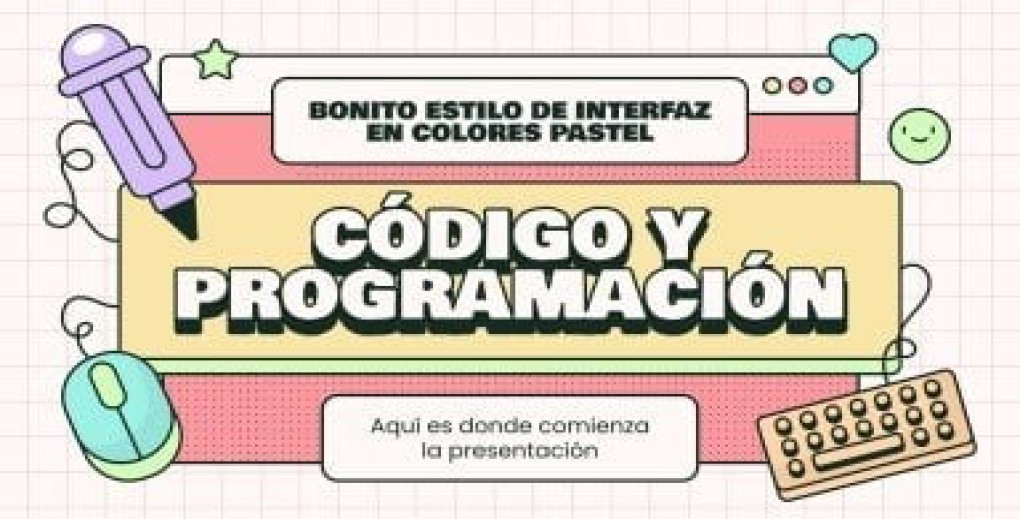 BONITO ESTILO DE INTERFAZ
EN COLORES PASTEL
CÓDIGO Y
PROGRAMACIÓN
Aquí es donde comienza
la presentación